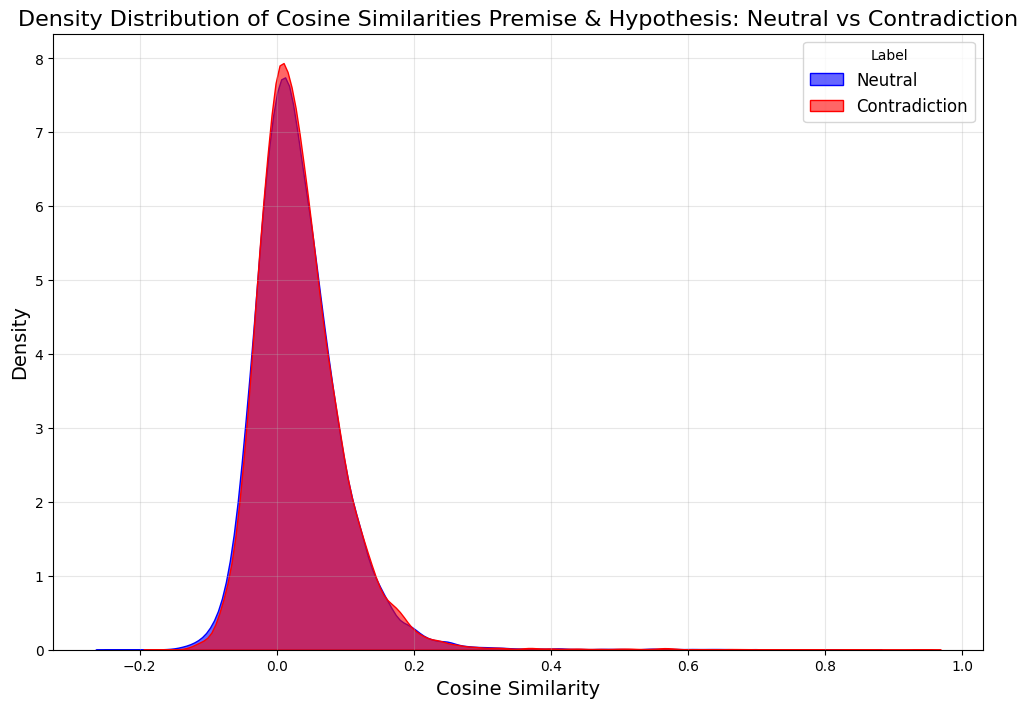 Density Distribution of Cosine Similarities Premise & Hypothesis: Neutral vs Contradiction
Label
Neutral
Contradiction
Density
8
7
6
5
4
3
2
1
0
−0.2
0.0
0.2
0.4
0.6
0.8
1.0
Cosine Similarity